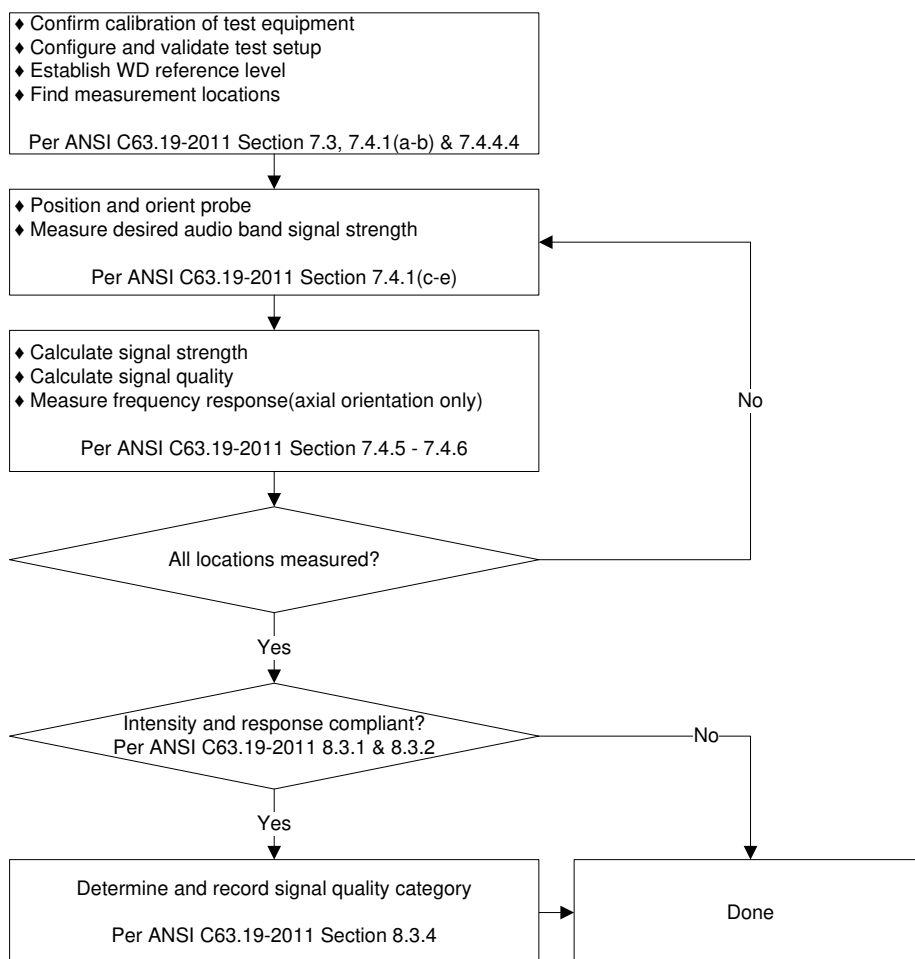 ♦ Confirm calibration of test equipment
♦ Configure and validate test setup
♦ Establish WD reference level
♦ Find measurement locations
Per ANSI C63.19-2011 Section 7.3, 7.4.1(a-b) & 7.4.4.4
♦ Position and orient probe
♦ Measure desired audio band signal strength
Per ANSI C63.19-2011 Section 7.4.1(c-e)
♦ Calculate signal strength
♦ Calculate signal quality
♦ Measure frequency response(axial orientation only)
Per ANSI C63.19-2011 Section 7.4.5 - 7.4.6
No
All locations measured?
Yes
Intensity and response compliant?
Per ANSI C63.19-2011 8.3.1 & 8.3.2
No
Yes
Determine and record signal quality category
Per ANSI C63.19-2011 Section 8.3.4
Done